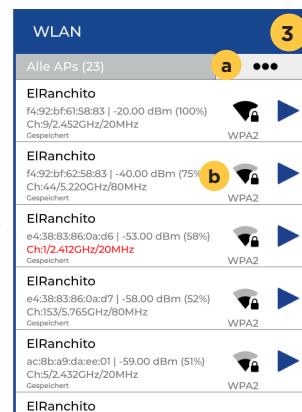 WLAN
3
Alle APs (23)
a
•••
ElRanchito
f4:92:bf:61:58:83 | -20.00 dBm (100%)
Ch:9/2.452GHz/20MHz
Gespeichert
WPA2
ElRanchito
f4:92:bf:62:58:83 | -40.00 dBm (75%
b
Ch:44/5.220GHz/80MHz
Gespeichert
WPA2
ElRanchito
e4:38:83:86:0a:d6 | -53.00 dBm (58%)
Ch:1/2.412GHz/20MHz
Gespeichert
WPA2
ElRanchito
e4:38:83:86:0a:d7 | -58.00 dBm (52%)
Ch:153/5.765GHz/80MHz
Gespeichert
WPA2
ElRanchito
ac:8b:a9:da:ee:01 | -59.00 dBm (51%)
Ch:5/2.432GHz/20MHz
Gespeichert
WPA2
ElRanchito